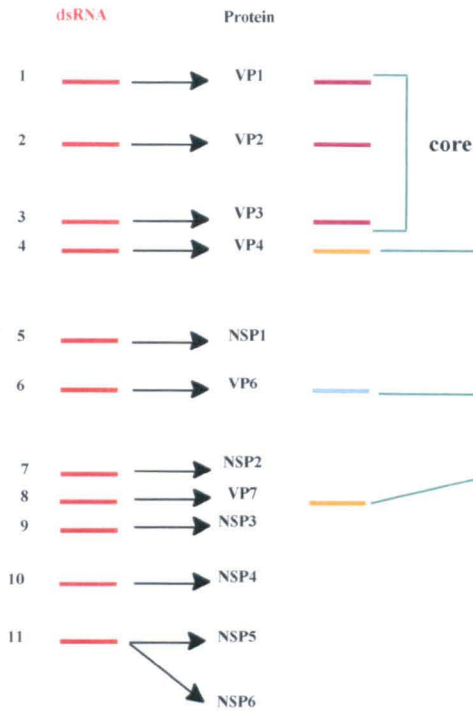 dsRNA Protein
1 VP1
2 VP2
core
3 VP3
4 VP4
5 NSP1
6 VP6
7 NSP2
8 VP7
9 NSP3
10 NSP4
11 NSP5
NSP6